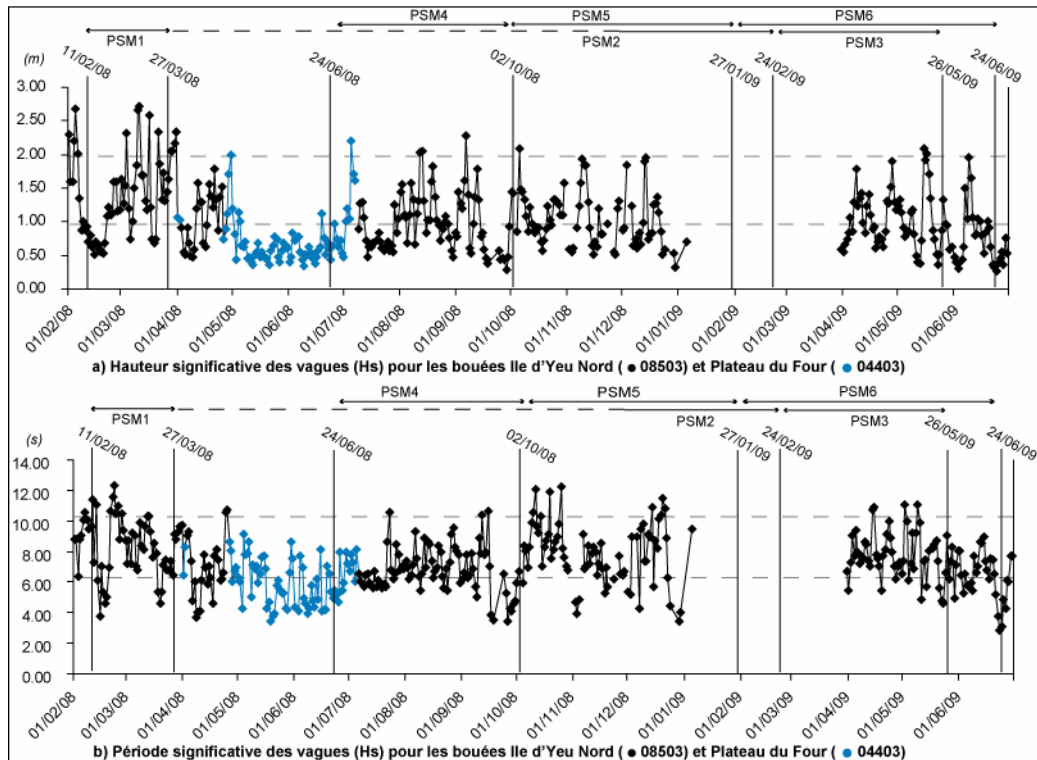 PSM4 PSM5 PSM6
PSM1 PSM2 PSM3
(m) 11/02/08 27/03/08 24/06/08 02/10/08 27/01/09 24/02/09 26/05/09 24/06/09
3.00
2.50
2.00
1.50
1.00
0.50
0.00
01/02/08 01/03/08 01/04/08 01/05/08 01/06/08 01/07/08 01/08/08 01/09/08 01/10/08 01/11/08 01/12/08 01/01/09 01/02/09 01/03/09 01/04/09 01/05/09 01/06/09
a) Hauteur significative des vagues (Hs) pour les bouées Ile d'Yeu Nord ( ● 08503) et Plateau du Four ( ● 04403)
PSM4 PSM5 PSM6
PSM1 PSM2 PSM3
(s) 11/02/08 27/03/08 24/06/08 02/10/08 27/01/09 24/02/09 26/05/09 24/06/09
14.00
12.00
10.00
8.00
6.00
4.00
2.00
0.00
01/02/08 01/03/08 01/04/08 01/05/08 01/06/08 01/07/08 01/08/08 01/09/08 01/10/08 01/11/08 01/12/08 01/01/09 01/02/09 01/03/09 01/04/09 01/05/09 01/06/09
b) Période significative des vagues (Hs) pour les bouées Ile d'Yeu Nord ( ● 08503) et Plateau du Four ( ● 04403)